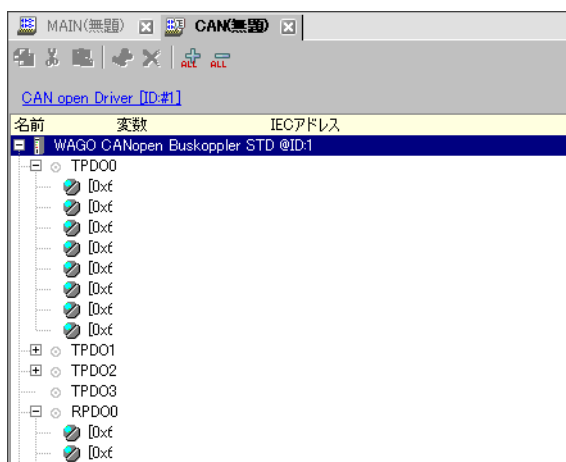 MAIN(無題) CAN(無題)
ALL ALL
CAN open Driver [ID:#1]
名前 変数 IECアドレス
WAGO CANopen Buskoppler STD @ID:1
TPDO0
[0x6
[0x6
[0x6
[0x6
[0x6
[0x6
[0x6
[0x6
TPDO1
TPDO2
TPDO3
RPDO0
[0x6
[0x6